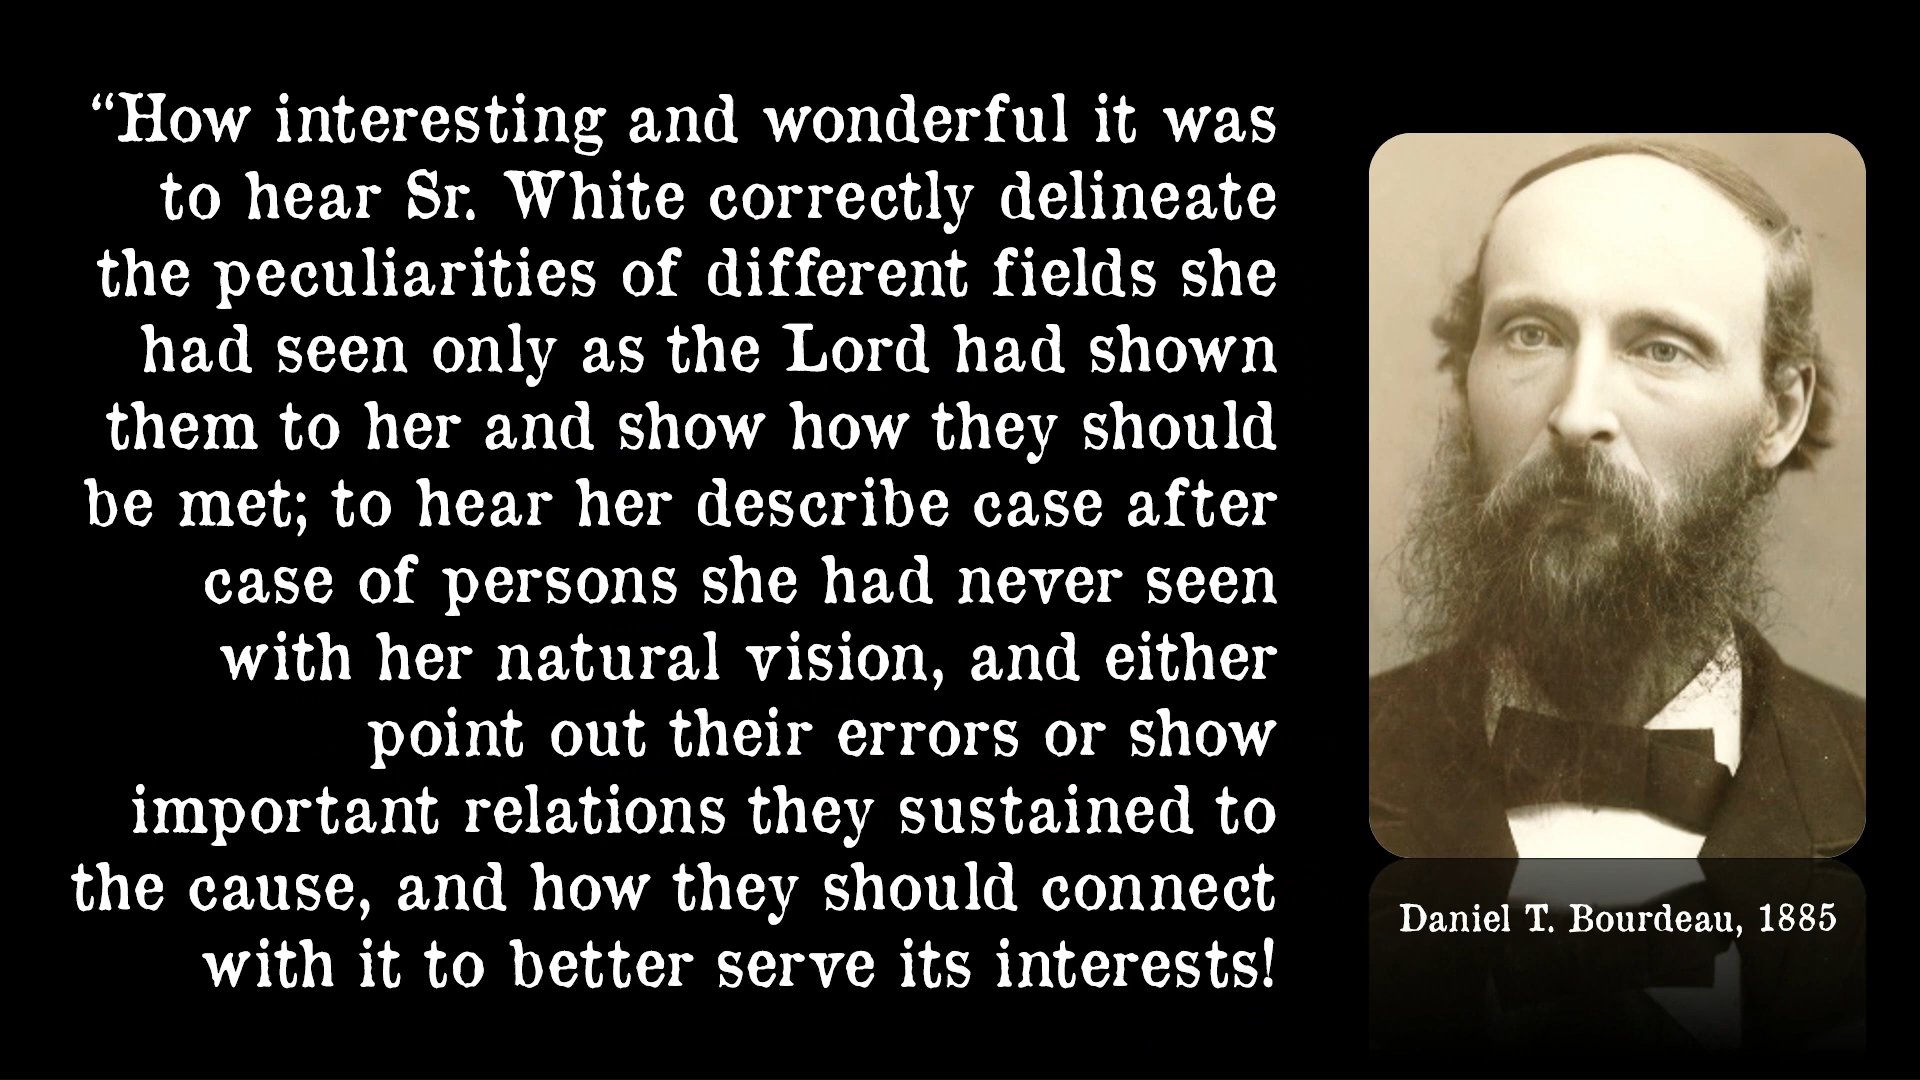 “How interesting and wonderful it was
to hear Sr. White correctly delineate
the peculiarities of different fields she
had seen only as the Lord had shown
them to her and show how they should
be met; to hear her describe case after
case of persons she had never seen
with her natural vision, and either
point out their errors or show
important relations they sustained to
the cause, and how they should connect
with it to better serve its interests!
Daniel T. Bourdeau, 1885